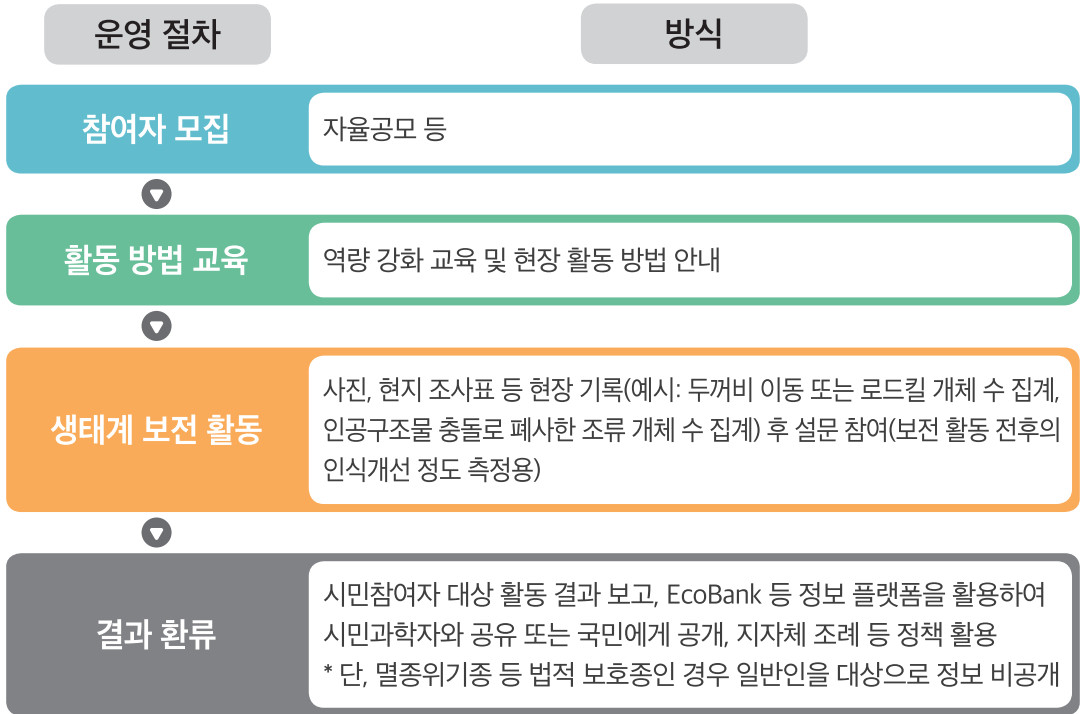 운영 절차
방식
참여자 모집
자율공모 등
활동 방법 교육
역량 강화 교육 및 현장 활동 방법 안내
생태계 보전 활동
사진, 현지 조사표 등 현장 기록(예시: 두꺼비 이동 또는 로드킬 개체 수 집계,
인공구조물 충돌로 폐사한 조류 개체 수 집계) 후 설문 참여(보전 활동 전후의
인식개선 정도 측정용)
결과 환류
시민참여자 대상 활동 결과 보고, EcoBank 등 정보 플랫폼을 활용하여
시민과학자와 공유 또는 국민에게 공개, 지자체 조례 등 정책 활용
* 단, 멸종위기종 등 법적 보호종인 경우 일반인을 대상으로 정보 비공개